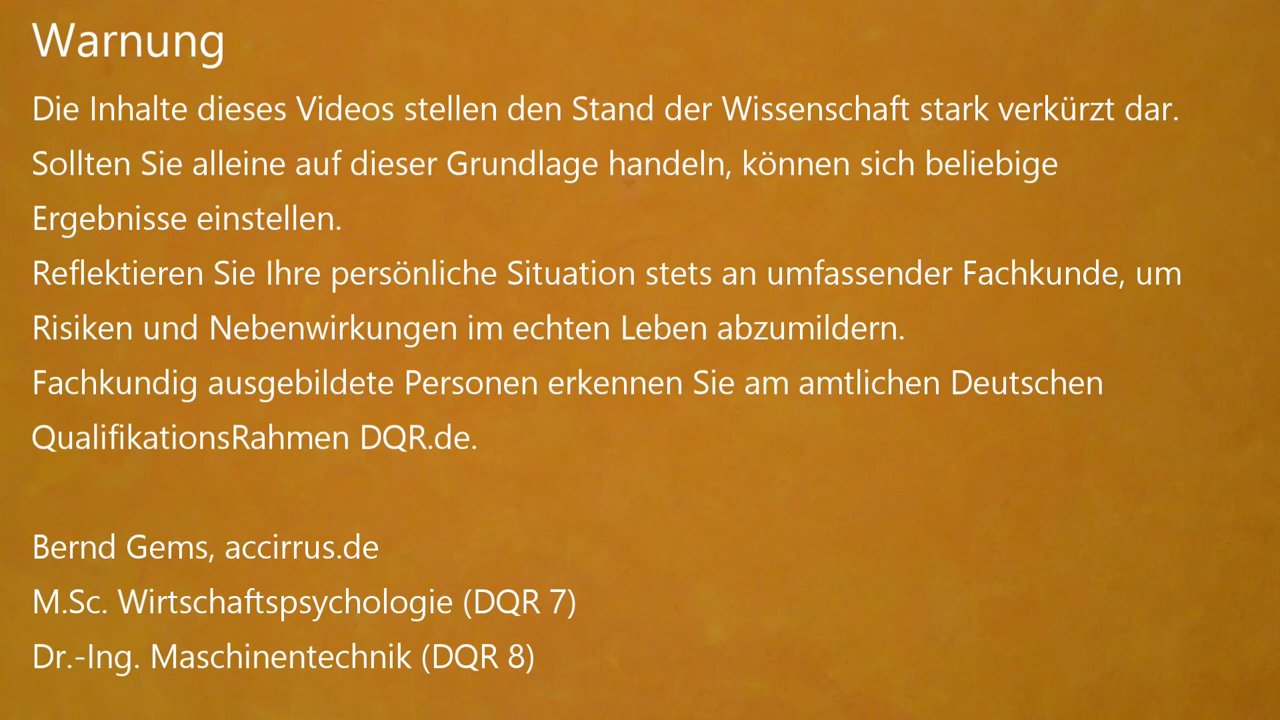 Warnung
Die Inhalte dieses Videos stellen den Stand der Wissenschaft stark verkürzt dar.
Sollten Sie alleine auf dieser Grundlage handeln, können sich beliebige
Ergebnisse einstellen.
Reflektieren Sie Ihre persönliche Situation stets an umfassender Fachkunde, um
Risiken und Nebenwirkungen im echten Leben abzumildern.
Fachkundig ausgebildete Personen erkennen Sie am amtlichen Deutschen
QualifikationsRahmen DQR.de.
Bernd Gems, accirrus.de
M.Sc. Wirtschaftspsychologie (DQR 7)
Dr.-Ing. Maschinentechnik (DQR 8)